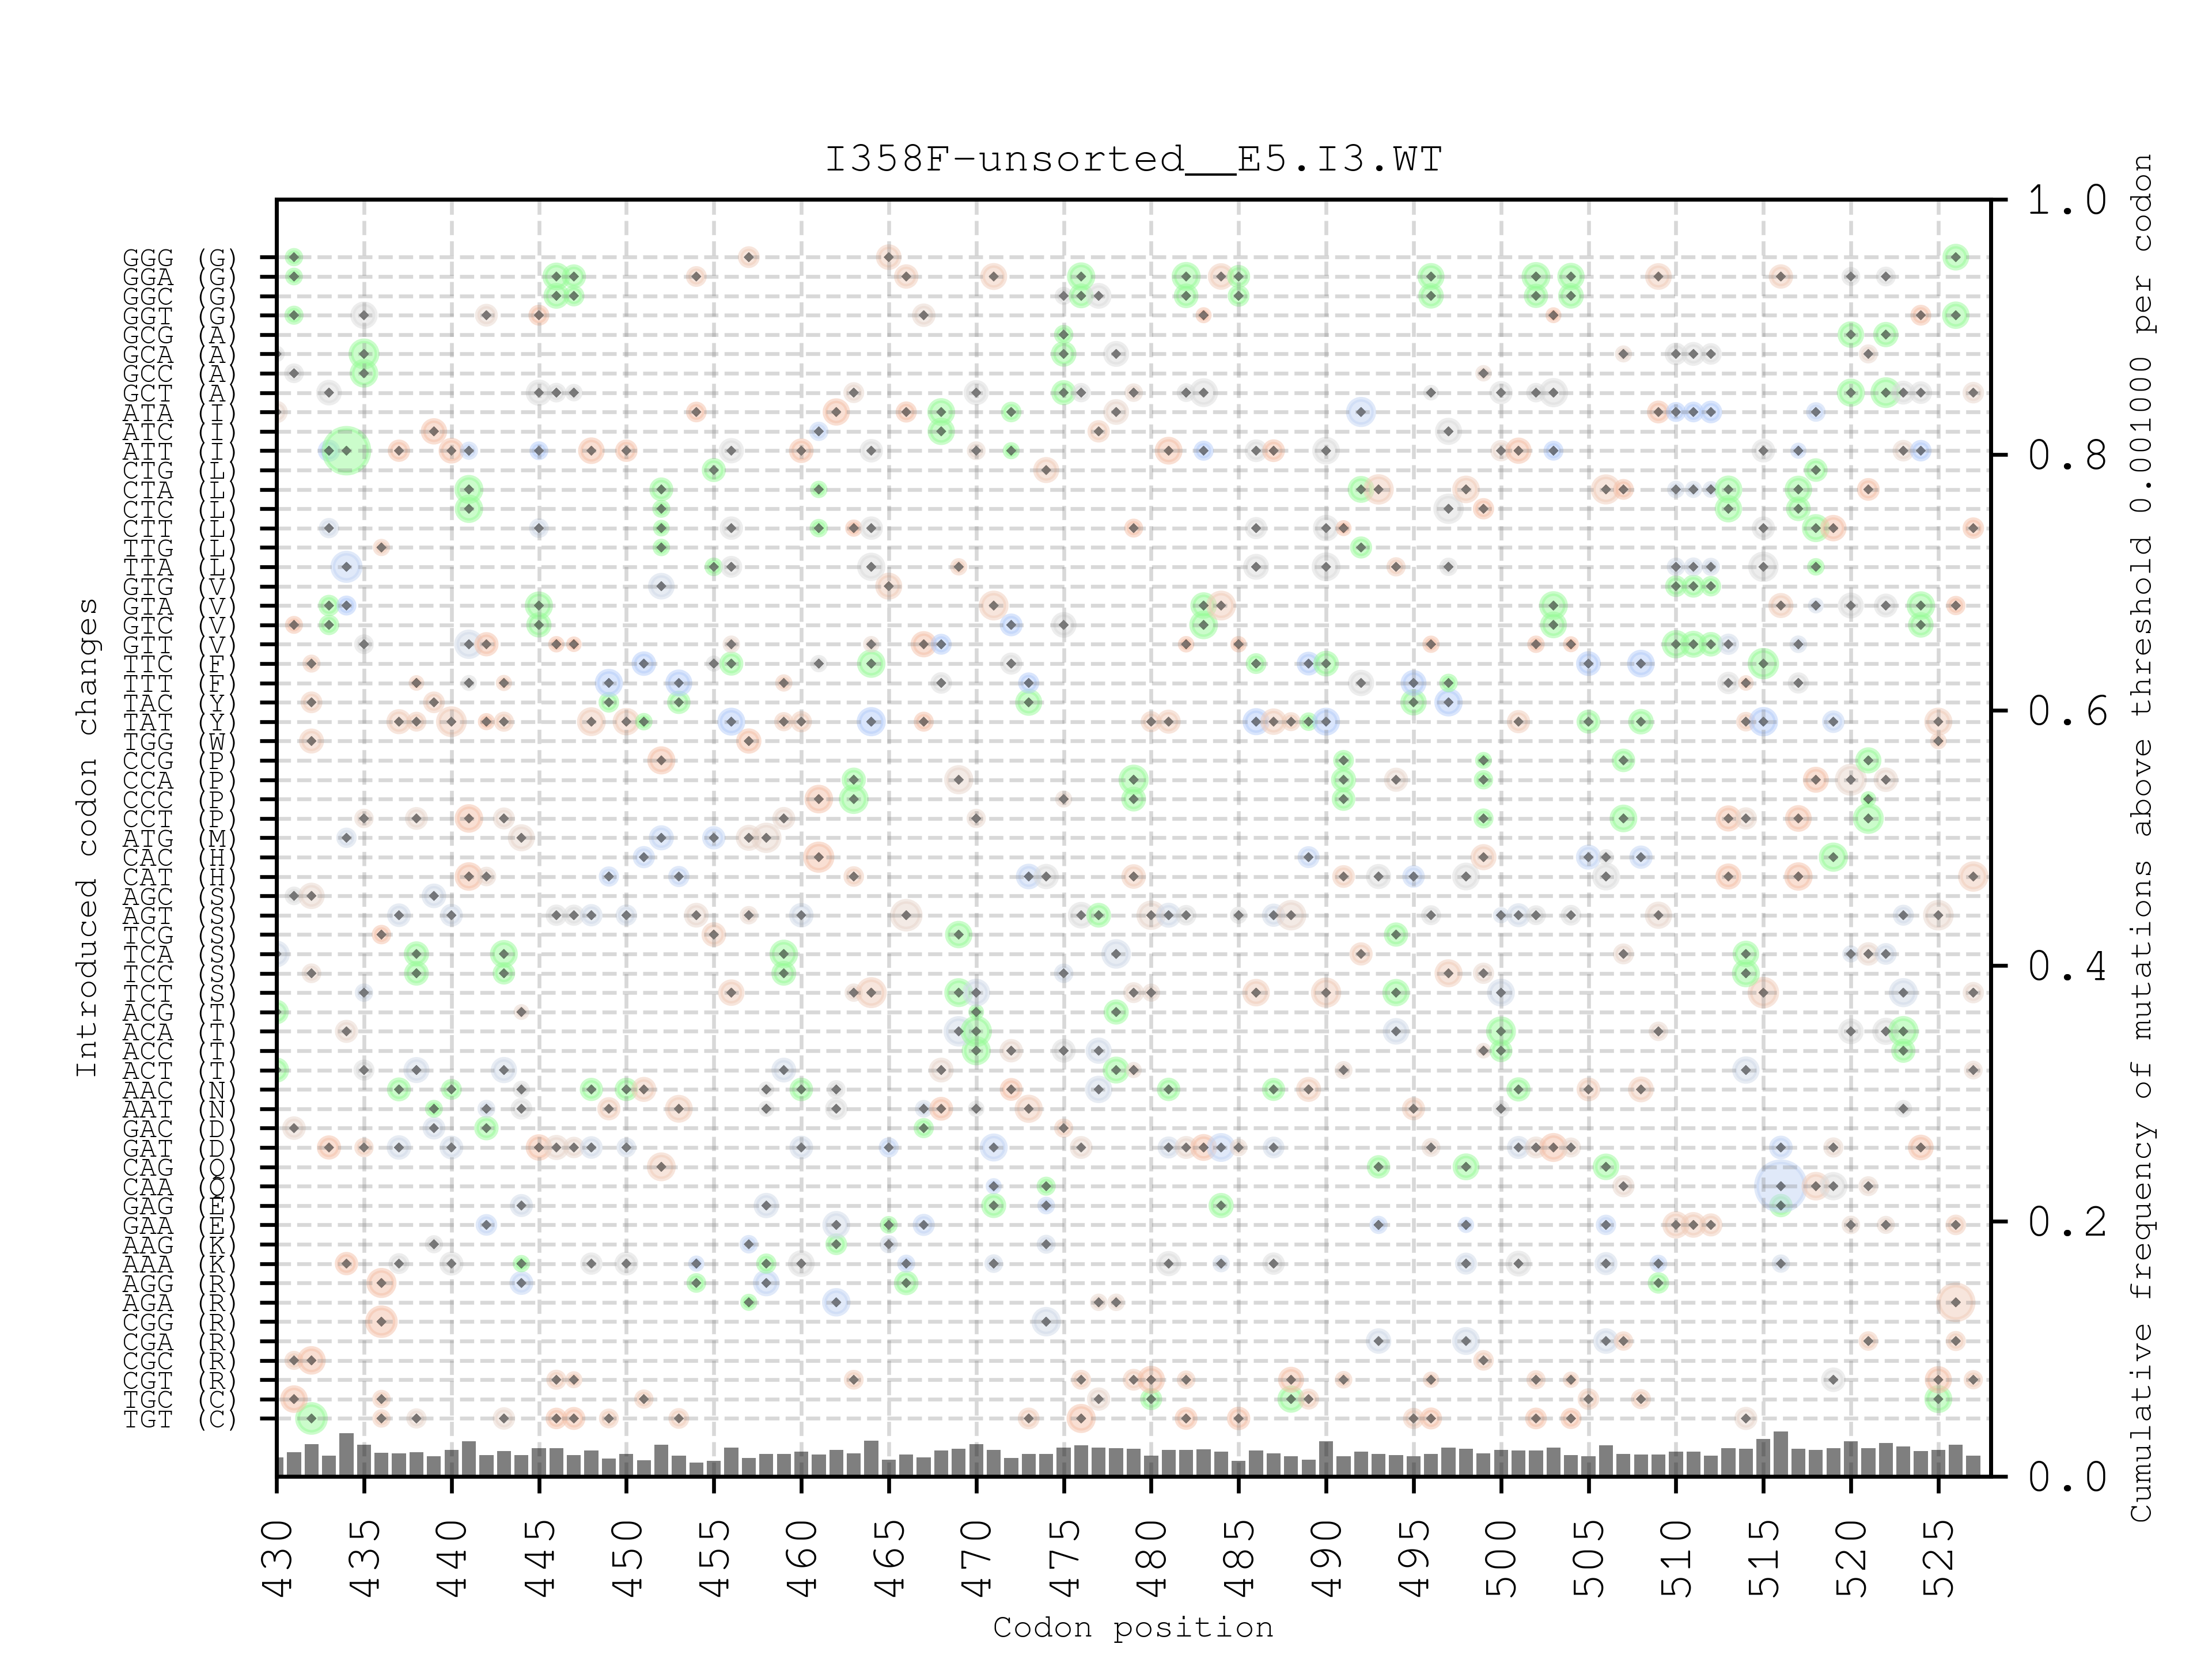 I358F-unsorted__E5.I3.WT
Introduced codon changes
GGG (G)
GGA (G)
GGC (G)
GGT (G)
GCG (A)
GCA (A)
GCC (A)
GCT (A)
ATA (I)
ATC (I)
ATT (I)
CTG (L)
CTA (L)
CTC (L)
CTT (L)
TTG (L)
TTA (L)
GTG (V)
GTA (V)
GTC (V)
GTT (V)
TTC (F)
TTT (F)
TAC (Y)
TAT (Y)
TGG (W)
CCG (P)
CCA (P)
CCC (P)
CCT (P)
ATG (M)
CAC (H)
CAT (H)
AGC (S)
AGT (S)
TCG (S)
TCA (S)
TCC (S)
TCT (S)
ACG (T)
ACA (T)
ACC (T)
ACT (T)
AAC (N)
AAT (N)
GAC (D)
GAT (D)
CAG (Q)
CAA (Q)
GAG (E)
GAA (E)
AAG (K)
AAA (K)
AGG (R)
AGA (R)
CGG (R)
CGA (R)
CGC (R)
CGT (R)
TGC (C)
TGT (C)
1.0
0.8
0.6
0.4
0.2
0.0
Cumulative frequency of mutations above threshold 0.001000 per codon
430 435 440 445 450 455 460 465 470 475 480 485 490 495 500 505 510 515 520 525
Codon position